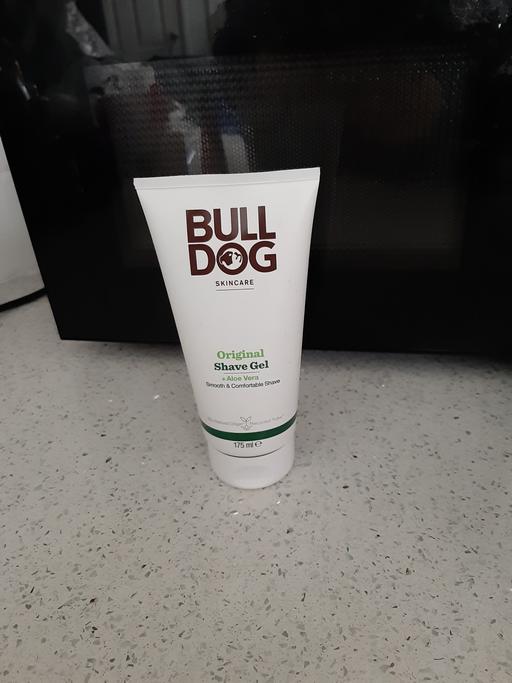 BULL
DOG
SKINCARE
Original
Shave Gel
+ Aloe Vera
Smooth & Comfortable Shave
175 ml ℮